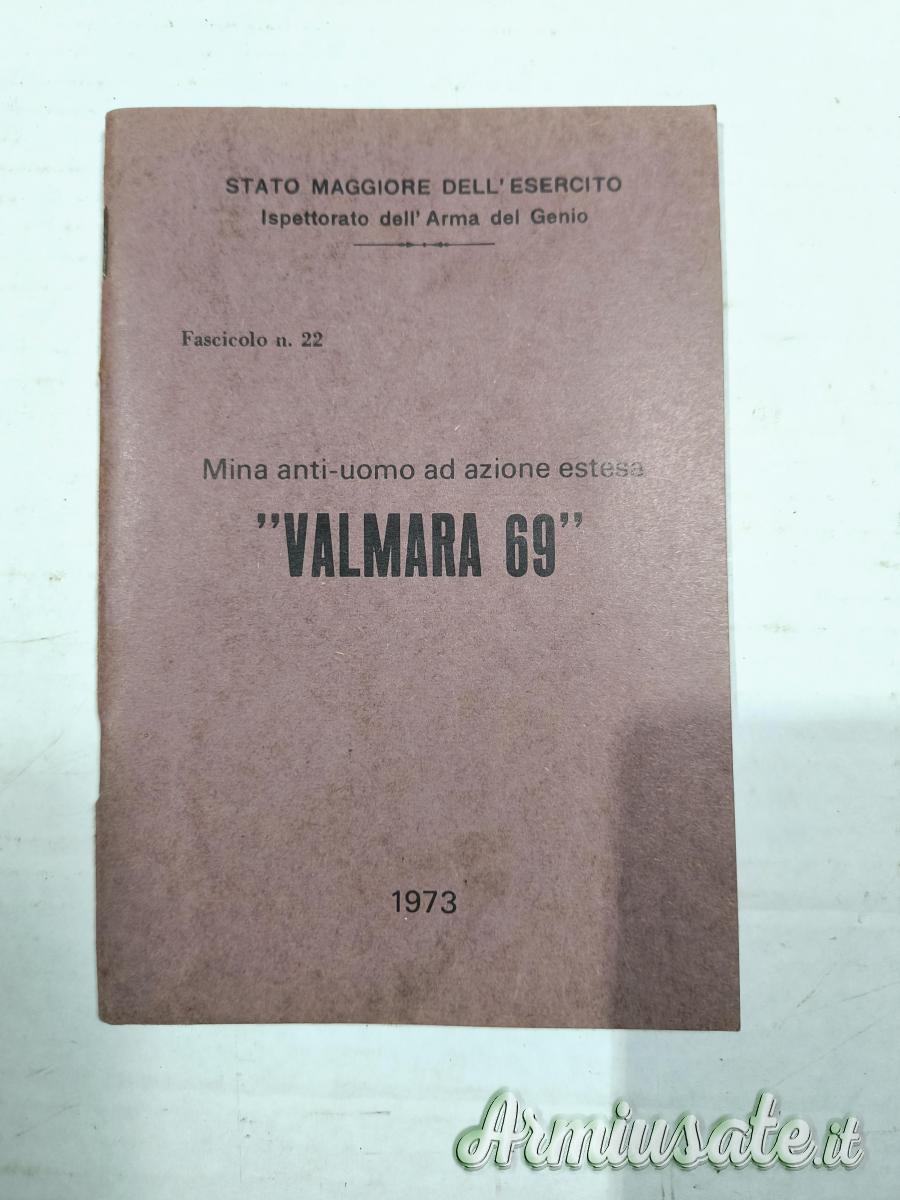 STATO MAGGIORE DELL'ESERCITO
Ispettorato dell'Arma del Genio
Fascicolo n. 22
Mina anti-uomo ad azione estesa
"VALMARA 69"
1973
Armiusate.it